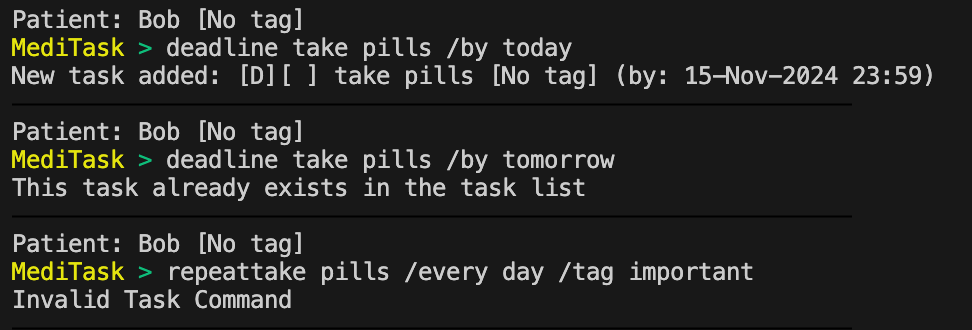 Patient: Bob [No tag]
MediTask > deadline take pills /by today
New task added: [D][ ] take pills [No tag] (by: 15-Nov-2024 23:59)
Patient: Bob [No tag]
MediTask > deadline take pills /by tomorrow
This task already exists in the task list
Patient: Bob [No tag]
MediTask > repeattake pills /every day /tag important
Invalid Task Command